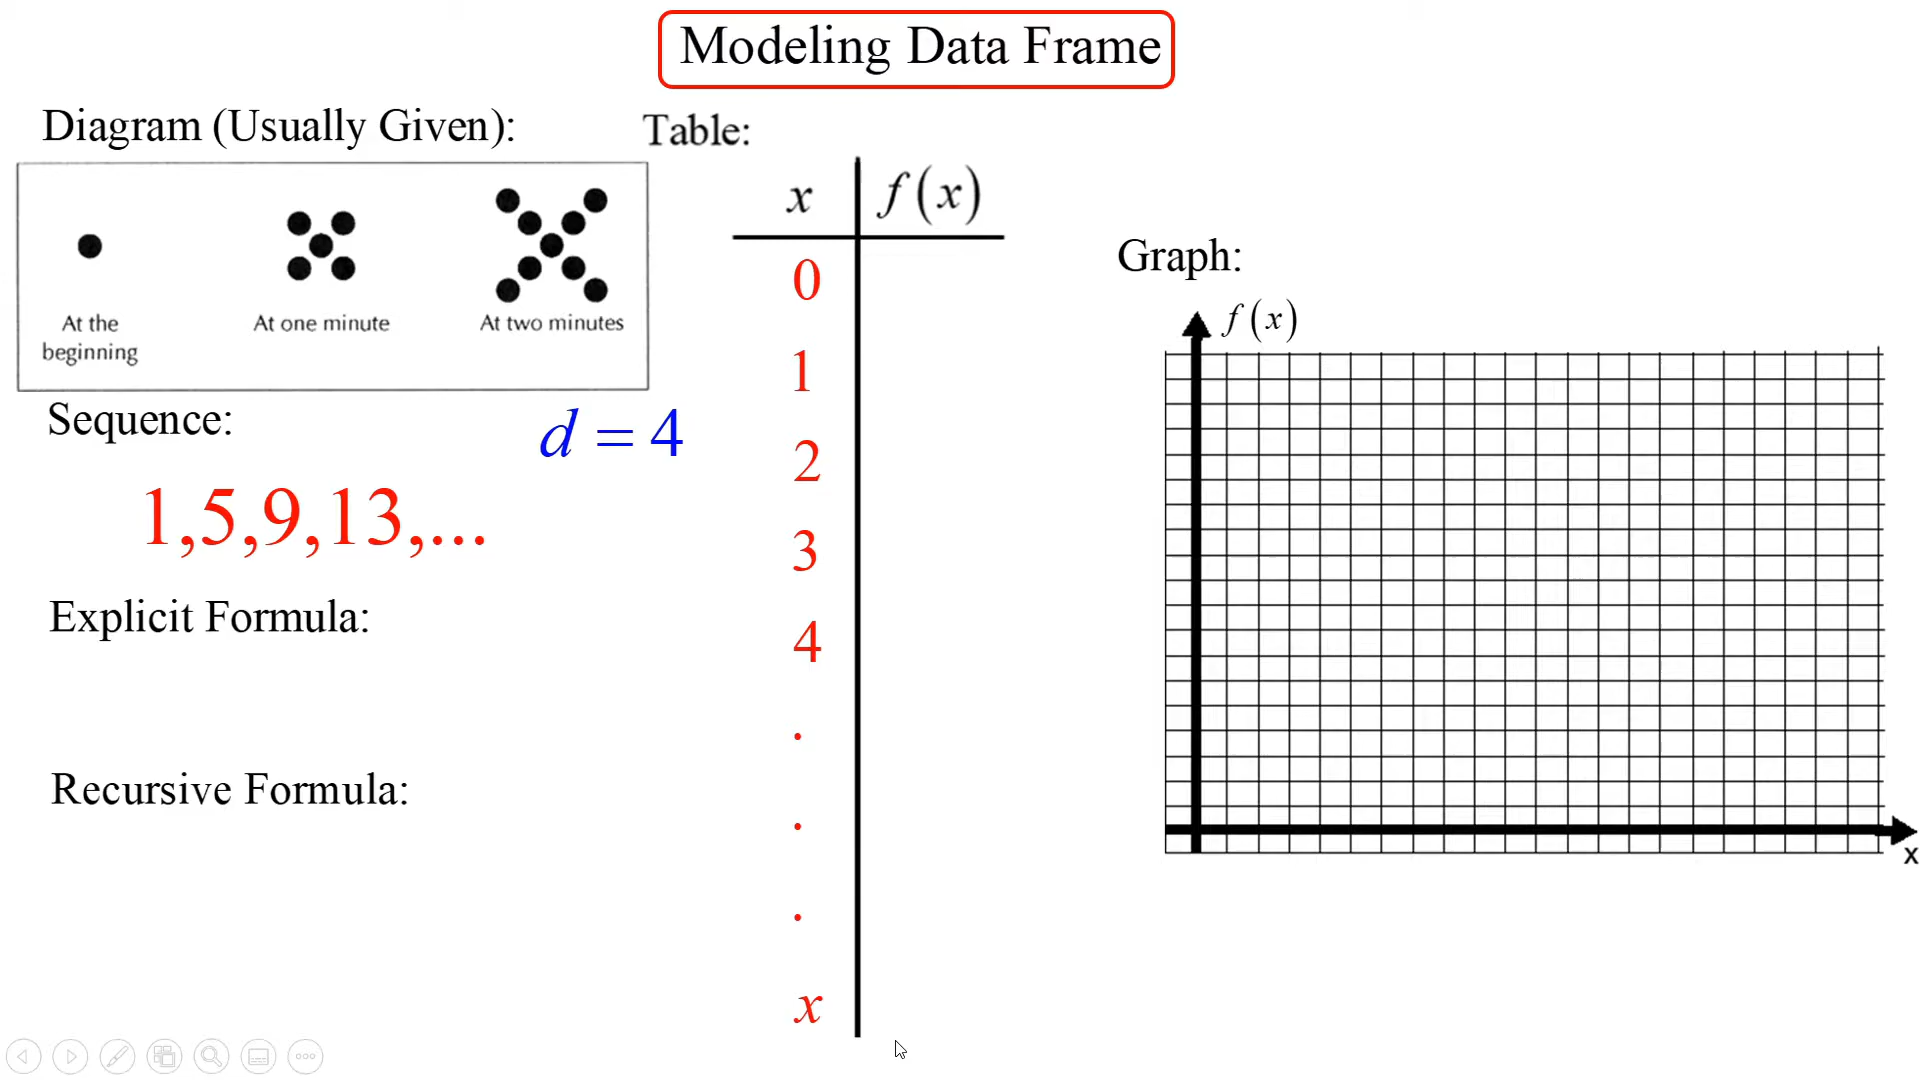 Modeling Data Frame
Diagram (Usually Given):
At the
beginning
At one minute
At two minutes
Sequence:
d = 4
1,5,9,13,...
Explicit Formula:
Recursive Formula:
Table:
x f(x)
0
1
2
3
4
.
.
.
x
Graph:
f(x)
x